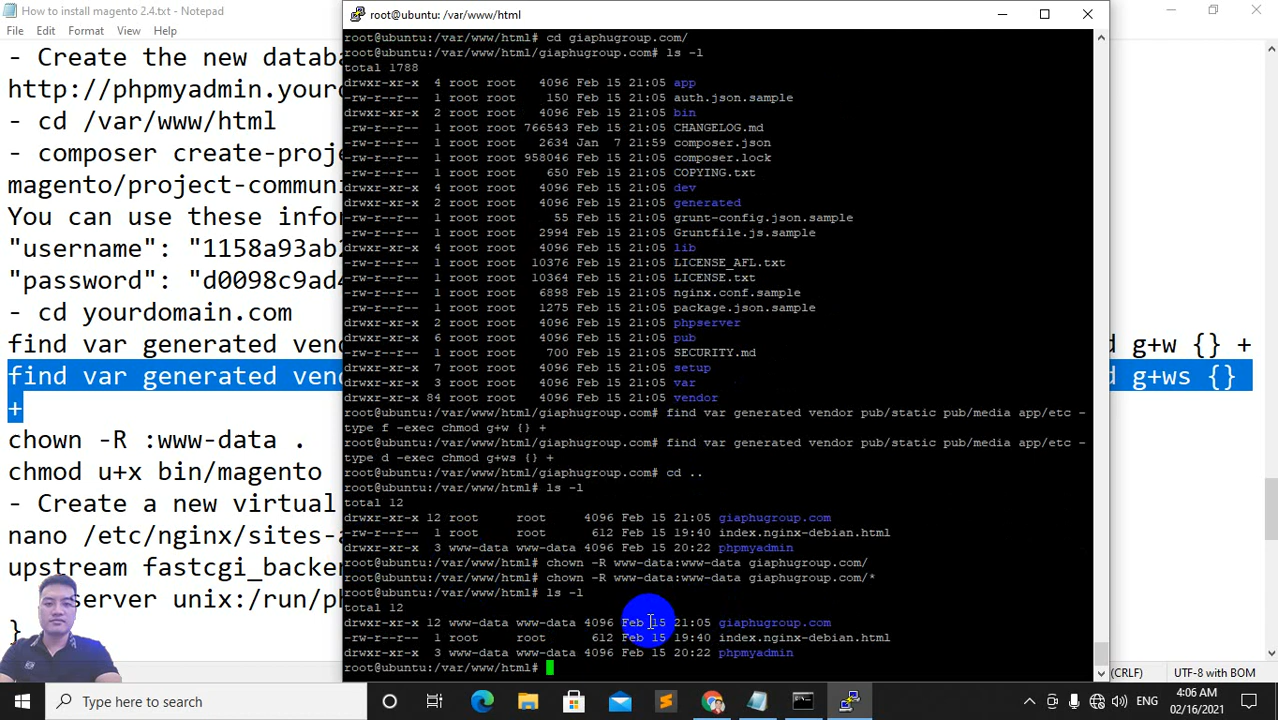 How to install magento 2.4.txt - Notepad
File Edit Format View Help
- Create the new datab
http://phpmyadmin.your
- cd /var/www/html
- composer create-proj
magento/project-commun
You can use these infor
"username": "1158a93ab
"password": "d0098c9ad4
- cd yourdomain.com
find var generated vend
d g+w {} +
find var generated vend
d g+ws {}
+
chown -R :www-data .
chmod u+x bin/magento
- Create a new virtual
nano /etc/nginx/sites-a
upstream fastcgi_backe
server unix:/run/p
}
(CRLF) UTF-8 with BOM
root@ubuntu: /var/www/html
root@ubuntu:/var/www/html# cd giaphugroup.com/
root@ubuntu:/var/www/html/giaphugroup.com# ls -l
total 1788
drwxr-xr-x 4 root root 4096 Feb 15 21:05 app
-rw-r--r-- 1 root root 150 Feb 15 21:05 auth.json.sample
drwxr-xr-x 2 root root 4096 Feb 15 21:05 bin
-rw-r--r-- 1 root root 766543 Feb 15 21:05 CHANGELOG.md
-rw-r--r-- 1 root root 2634 Jan 7 21:59 composer.json
-rw-r--r-- 1 root root 958046 Feb 15 21:05 composer.lock
-rw-r--r-- 1 root root 650 Feb 15 21:05 COPYING.txt
drwxr-xr-x 4 root root 4096 Feb 15 21:05 dev
drwxr-xr-x 2 root root 4096 Feb 15 21:05 generated
-rw-r--r-- 1 root root 55 Feb 15 21:05 grunt-config.json.sample
-rw-r--r-- 1 root root 2994 Feb 15 21:05 Gruntfile.js.sample
drwxr-xr-x 4 root root 4096 Feb 15 21:05 lib
-rw-r--r-- 1 root root 10376 Feb 15 21:05 LICENSE_AFL.txt
-rw-r--r-- 1 root root 10364 Feb 15 21:05 LICENSE.txt
-rw-r--r-- 1 root root 6898 Feb 15 21:05 nginx.conf.sample
-rw-r--r-- 1 root root 1275 Feb 15 21:05 package.json.sample
drwxr-xr-x 2 root root 4096 Feb 15 21:05 phpserver
drwxr-xr-x 6 root root 4096 Feb 15 21:05 pub
-rw-r--r-- 1 root root 700 Feb 15 21:05 SECURITY.md
drwxr-xr-x 7 root root 4096 Feb 15 21:05 setup
drwxr-xr-x 3 root root 4096 Feb 15 21:05 var
drwxr-xr-x 84 root root 4096 Feb 15 21:05 vendor
root@ubuntu:/var/www/html/giaphugroup.com# find var generated vendor pub/static pub/media app/etc -
type f -exec chmod g+w {} +
root@ubuntu:/var/www/html/giaphugroup.com# find var generated vendor pub/static pub/media app/etc -
type d -exec chmod g+ws {} +
root@ubuntu:/var/www/html/giaphugroup.com# cd ..
root@ubuntu:/var/www/html# ls -l
total 12
drwxr-xr-x 12 root root 4096 Feb 15 21:05 giaphugroup.com
-rw-r--r-- 1 root root 612 Feb 15 19:40 index.nginx-debian.html
drwxr-xr-x 3 www-data www-data 4096 Feb 15 20:22 phpmyadmin
root@ubuntu:/var/www/html# chown -R www-data:www-data giaphugroup.com/
root@ubuntu:/var/www/html# chown -R www-data:www-data giaphugroup.com/*
root@ubuntu:/var/www/html# ls -l
total 12
drwxr-xr-x 12 www-data www-data 4096 Feb 15 21:05 giaphugroup.com
-rw-r--r-- 1 root root 612 Feb 15 19:40 index.nginx-debian.html
drwxr-xr-x 3 www-data www-data 4096 Feb 15 20:22 phpmyadmin
root@ubuntu:/var/www/html#
Type here to search
ENG
4:06 AM
02/16/2021